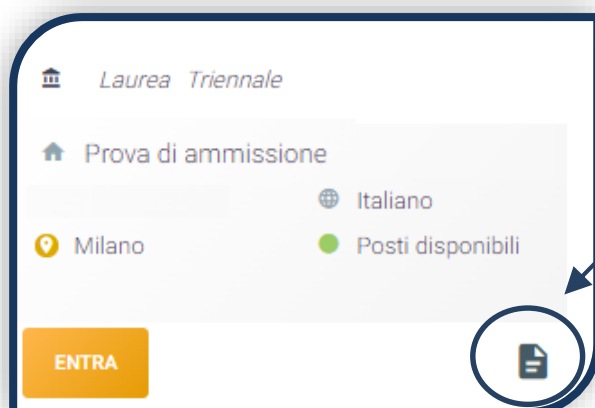 Laurea Triennale
Prova di ammissione
Italiano
Milano
Posti disponibili
ENTRA